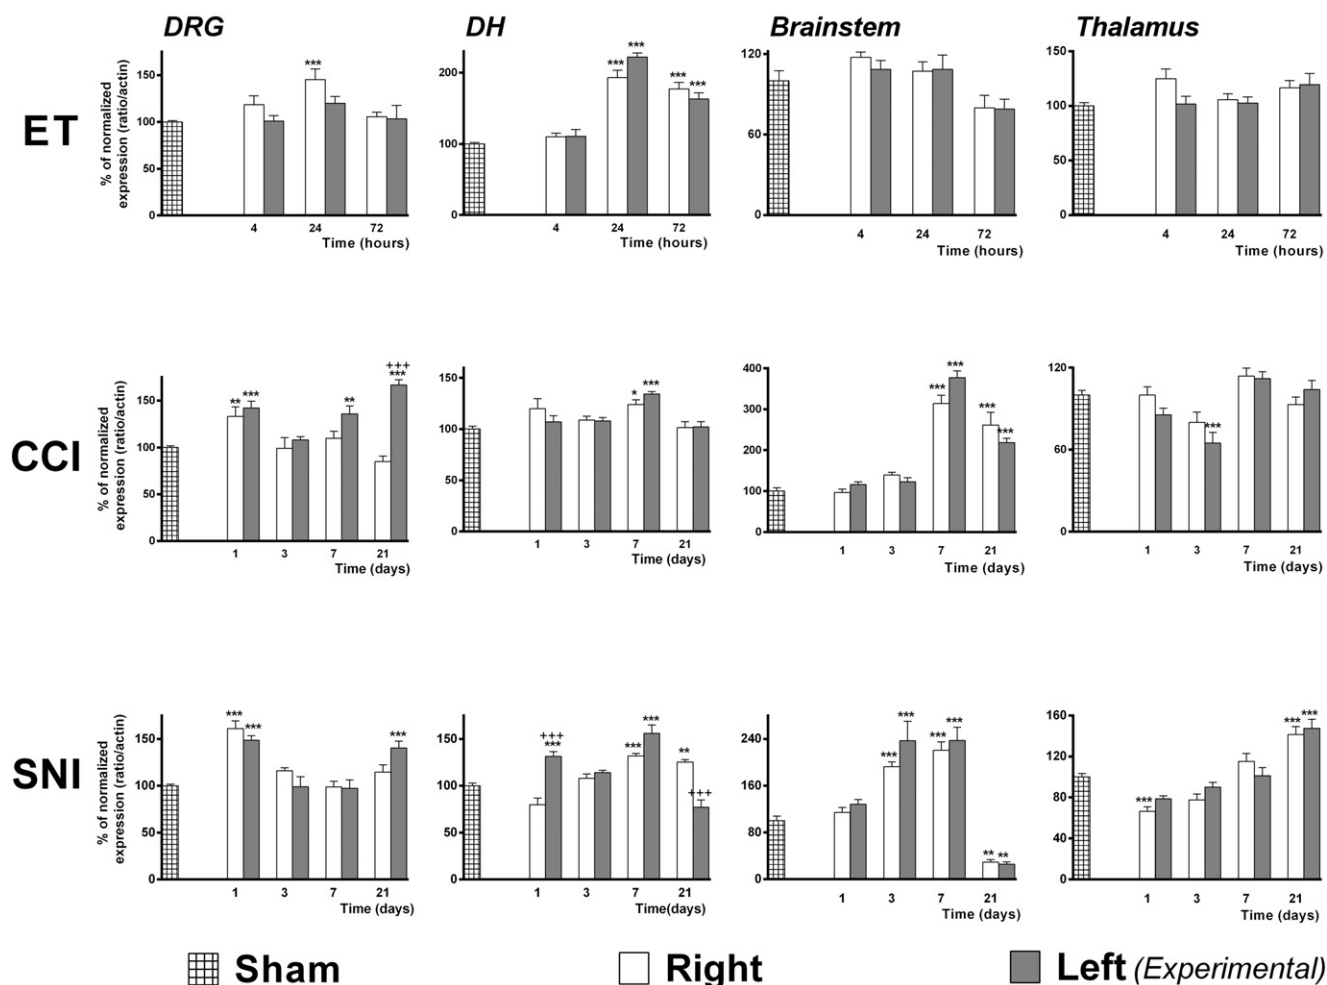 DRG DH Brainstem Thalamus
ET
% of normalized
expression (ratio/actin)
150
100
50
0
***
4 24 72
Time (hours)
200
100
0
*** *** *** ***
4 24 72
Time (hours)
120
60
0
4 24 72
Time (hours)
150
100
50
0
4 24 72
Time (hours)
CCI
% of normalized
expression (ratio/actin)
150
100
50
0
** *** ** +++
***
1 3 7 21
Time (days)
150
100
50
0
* ***
1 3 7 21
Time (days)
400
300
200
100
0
*** *** *** ***
1 3 7 21
Time (days)
120
60
0
***
1 3 7 21
Time (days)
SNI
% of normalized
expression (ratio/actin)
150
100
50
0
*** *** ***
1 3 7 21
Time (days)
150
100
50
0
+++
*** *** *** ** +++
1 3 7 21
Time(days)
240
160
80
0
*** *** *** *** ** **
1 3 7 21
Time (days)
160
120
80
40
0
*** *** ***
1 3 7 21
Time (days)
Sham Right Left (Experimental)